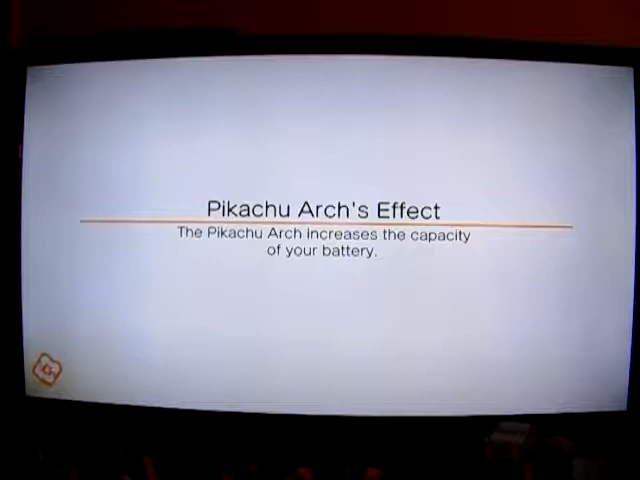 Pikachu Arch's Effect
The Pikachu Arch increases the capacity
of your battery.